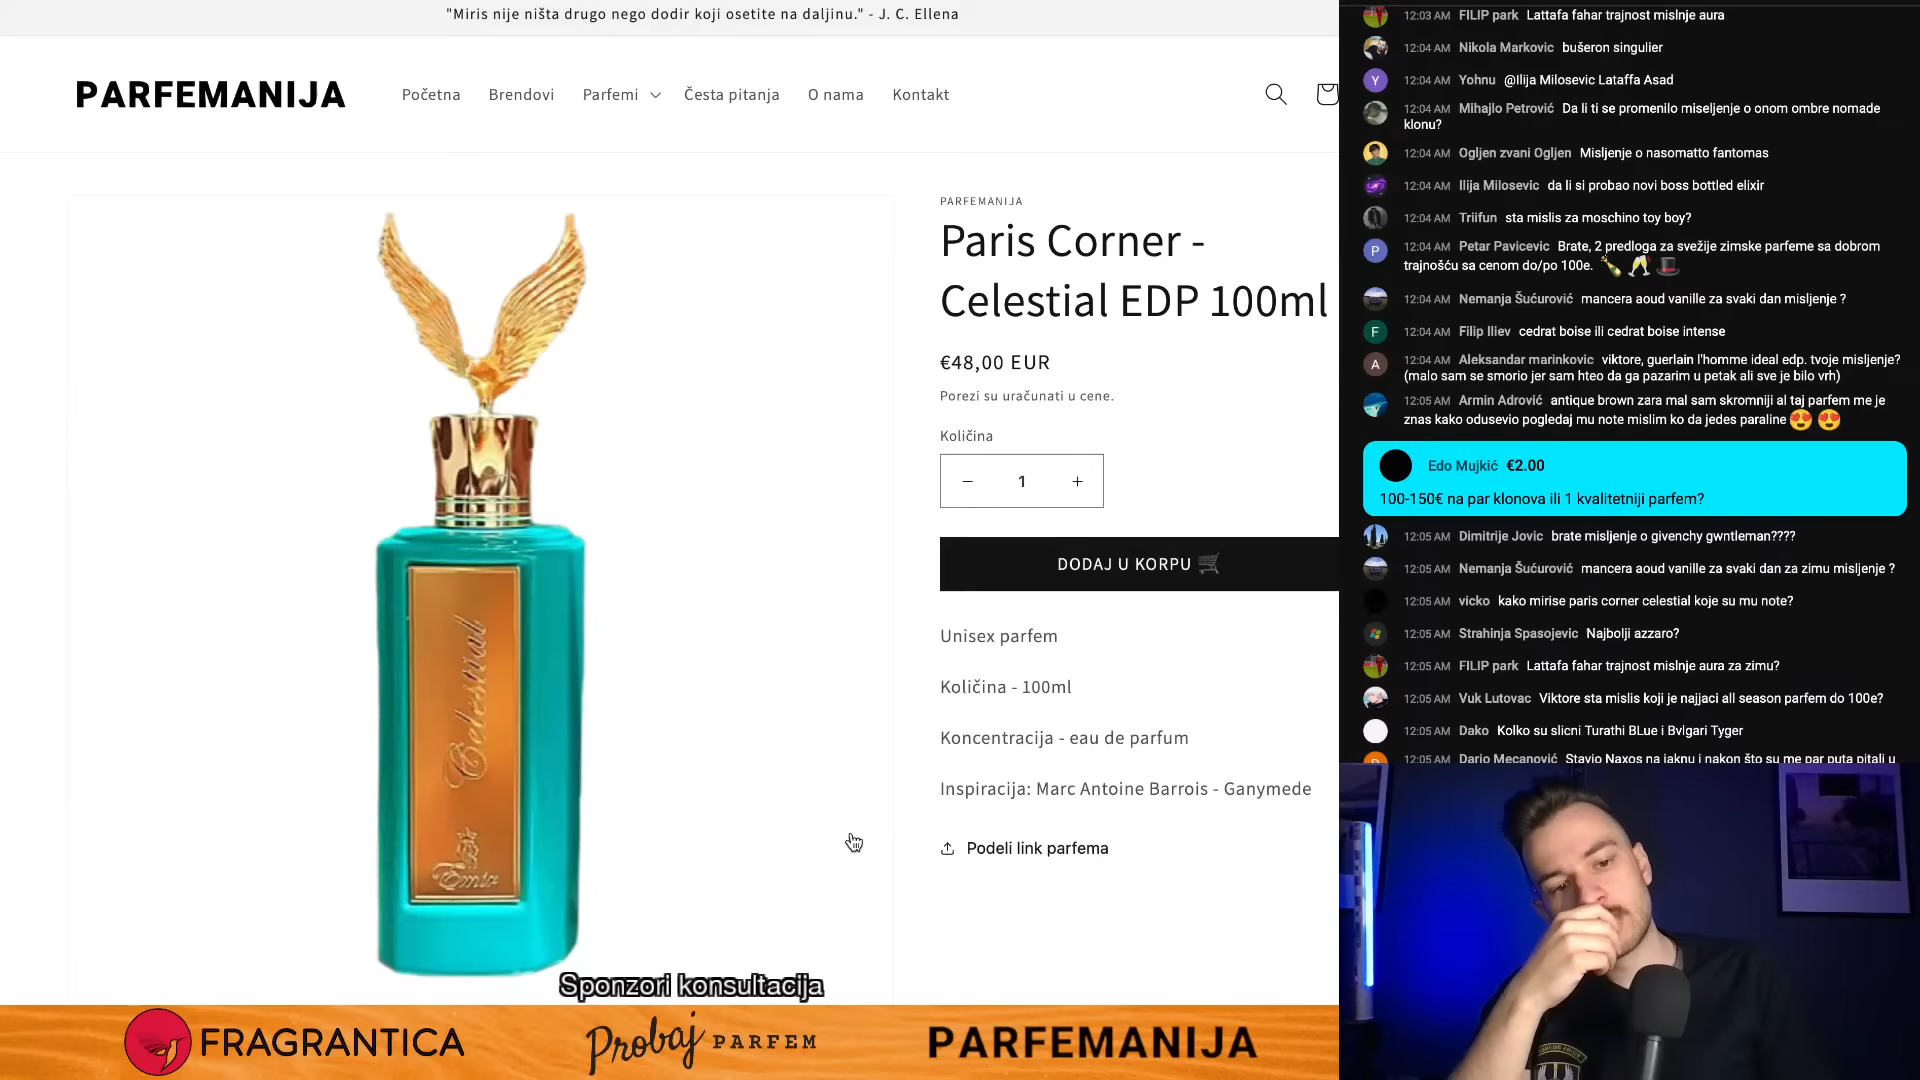 "Miris nije ništa drugo nego dodir koji osetite na daljinu." - J. C. Ellena
PARFEMANIJA
Početna
Brendovi
Parfemi
Česta pitanja
O nama
Kontakt
Celestial
Emir
PARFEMANIJA
Paris Corner -
Celestial EDP 100ml
€48,00 EUR
Porezi su uračunati u cene.
Količina
− 1 +
DODAJ U KORPU 🛒
Unisex parfem
Količina - 100ml
Koncentracija - eau de parfum
Inspiracija: Marc Antoine Barrois - Ganymede
Podeli link parfema
Sponzori konsultacija
FRAGRANTICA
Probaj PARFEM
PARFEMANIJA
12:03 AM FILIP park Lattafa fahar trajnost mislnje aura
12:04 AM Nikola Markovic bušeron singulier
Y 12:04 AM Yohnu @Ilija Milosevic Lataffa Asad
12:04 AM Mihajlo Petrović Da li ti se promenilo miseljenje o onom ombre nomade
klonu?
12:04 AM Ogljen zvani Ogljen Misljenje o nasomatto fantomas
12:04 AM Ilija Milosevic da li si probao novi boss bottled elixir
12:04 AM Triifun sta mislis za moschino toy boy?
P 12:04 AM Petar Pavicevic Brate, 2 predloga za svežije zimske parfeme sa dobrom
trajnošću sa cenom do/po 100e. 🍾 🥂 🎩
12:04 AM Nemanja Šućurović mancera aoud vanille za svaki dan misljenje ?
F 12:04 AM Filip Iliev cedrat boise ili cedrat boise intense
A 12:04 AM Aleksandar marinkovic viktore, guerlain l'homme ideal edp. tvoje misljenje?
(malo sam se smorio jer sam hteo da ga pazarim u petak ali sve je bilo vrh)
12:05 AM Armin Adrović antique brown zara mal sam skromniji al taj parfem me je
znas kako odusevio pogledaj mu note mislim ko da jedes paraline 😍 😍
Edo Mujkić €2.00
100-150€ na par klonova ili 1 kvalitetniji parfem?
12:05 AM Dimitrije Jovic brate misljenje o givenchy gwntleman????
12:05 AM Nemanja Šućurović mancera aoud vanille za svaki dan za zimu misljenje ?
12:05 AM vicko kako mirise paris corner celestial koje su mu note?
12:05 AM Strahinja Spasojevic Najbolji azzaro?
12:05 AM FILIP park Lattafa fahar trajnost mislnje aura za zimu?
12:05 AM Vuk Lutovac Viktore sta mislis koji je najjaci all season parfem do 100e?
12:05 AM Dako Kolko su slicni Turathi BLue i Bvlgari Tyger
12:05 AM Dario Mecanović Stavio Naxos na jaknu i nakon što su me par puta pitali u